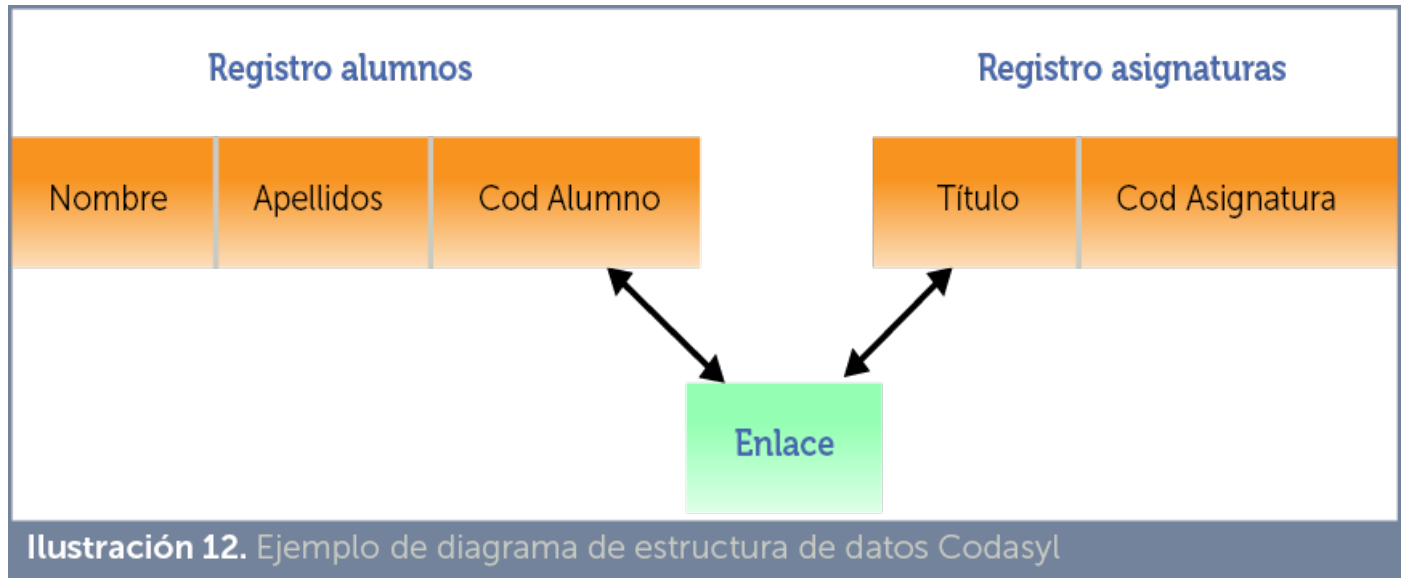 Registro alumnos
Registro asignaturas
Nombre
Apellidos
Cod Alumno
Título
Cod Asignatura
Enlace
Ilustración 12. Ejemplo de diagrama de estructura de datos Codasyl